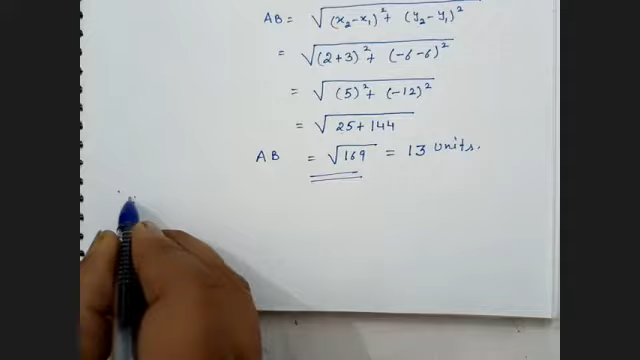 AB = √(x₂-x₁)² + (y₂-y₁)²
= √(2+3)² + (-6-6)²
= √(5)² + (-12)²
= √25+144
AB = √169 = 13 units.